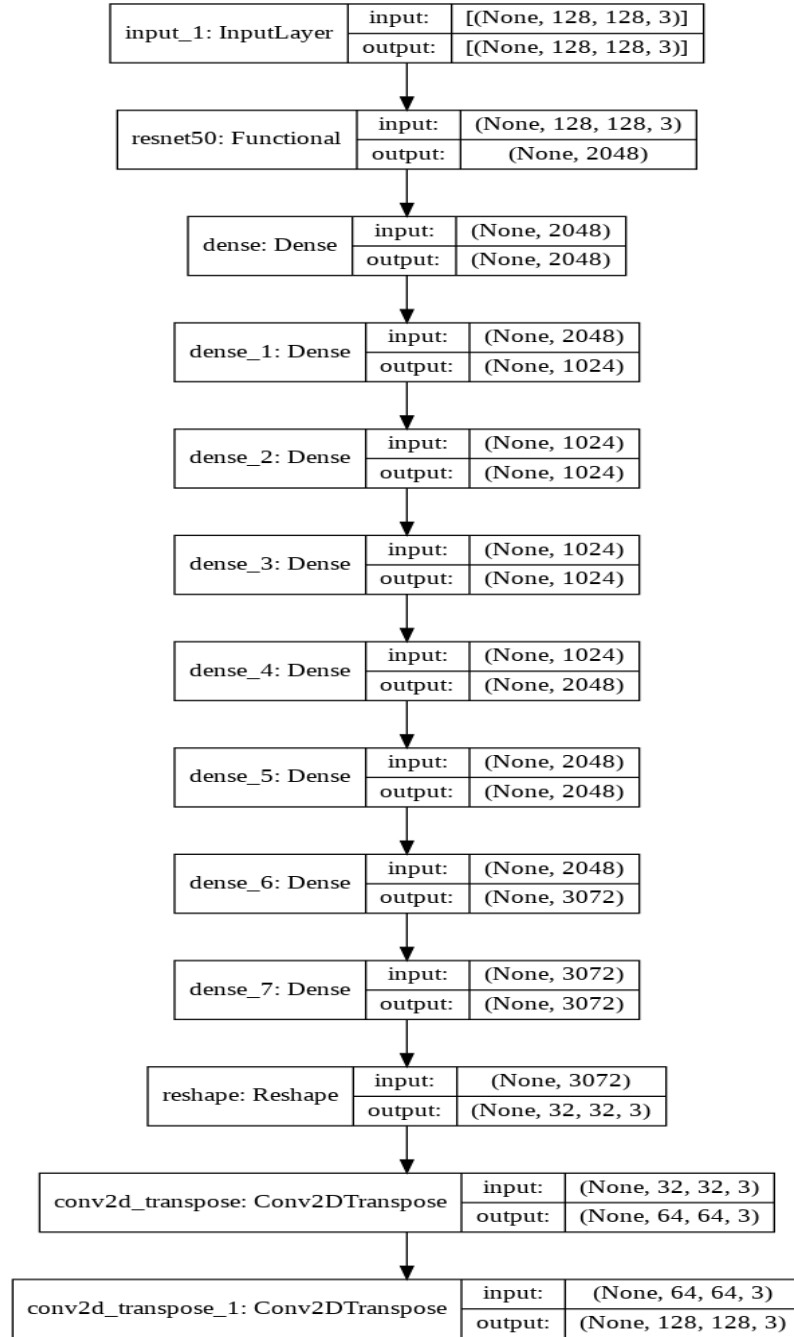 input_1: InputLayer
input: [(None, 128, 128, 3)]
output: [(None, 128, 128, 3)]
resnet50: Functional
input: (None, 128, 128, 3)
output: (None, 2048)
dense: Dense
input: (None, 2048)
output: (None, 2048)
dense_1: Dense
input: (None, 2048)
output: (None, 1024)
dense_2: Dense
input: (None, 1024)
output: (None, 1024)
dense_3: Dense
input: (None, 1024)
output: (None, 1024)
dense_4: Dense
input: (None, 1024)
output: (None, 2048)
dense_5: Dense
input: (None, 2048)
output: (None, 2048)
dense_6: Dense
input: (None, 2048)
output: (None, 3072)
dense_7: Dense
input: (None, 3072)
output: (None, 3072)
reshape: Reshape
input: (None, 3072)
output: (None, 32, 32, 3)
conv2d_transpose: Conv2DTranspose
input: (None, 32, 32, 3)
output: (None, 64, 64, 3)
conv2d_transpose_1: Conv2DTranspose
input: (None, 64, 64, 3)
output: (None, 128, 128, 3)